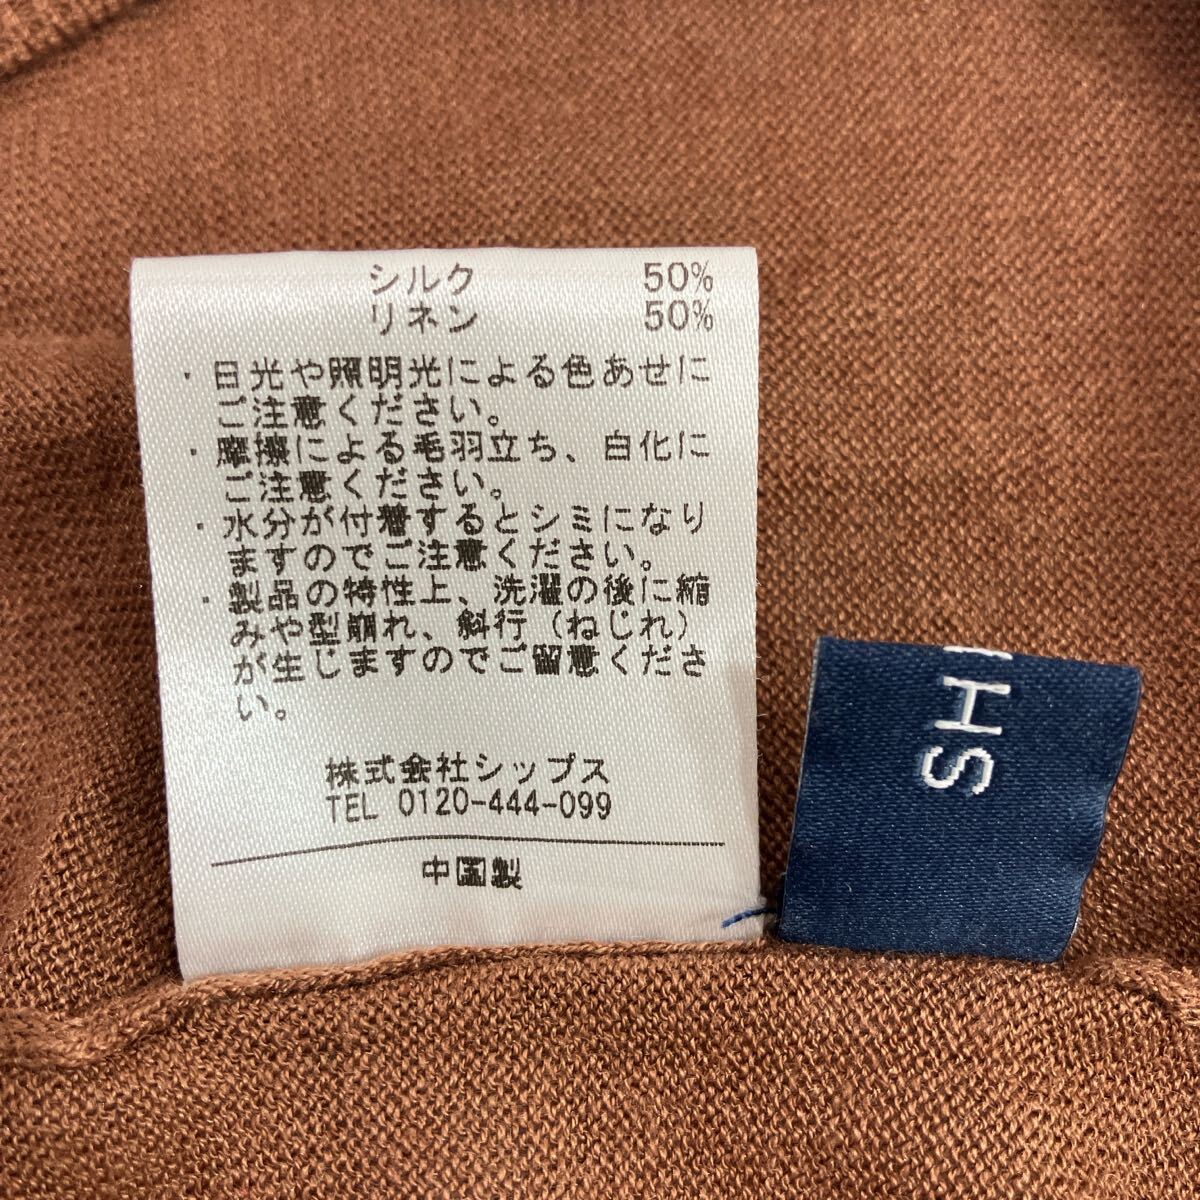 シルク 50%
リネン 50%
・日光や照明光による色あせに
ご注意ください。
・摩擦による毛羽立ち、白化に
ご注意ください。
・水分が付着するとシミになり
ますのでご注意ください。
・製品の特性上、洗濯の後に縮
みや型崩れ、斜行（ねじれ）
が生じますのでご留意くださ
い。
株式会社シップス
TEL 0120-444-099
中国製
SH